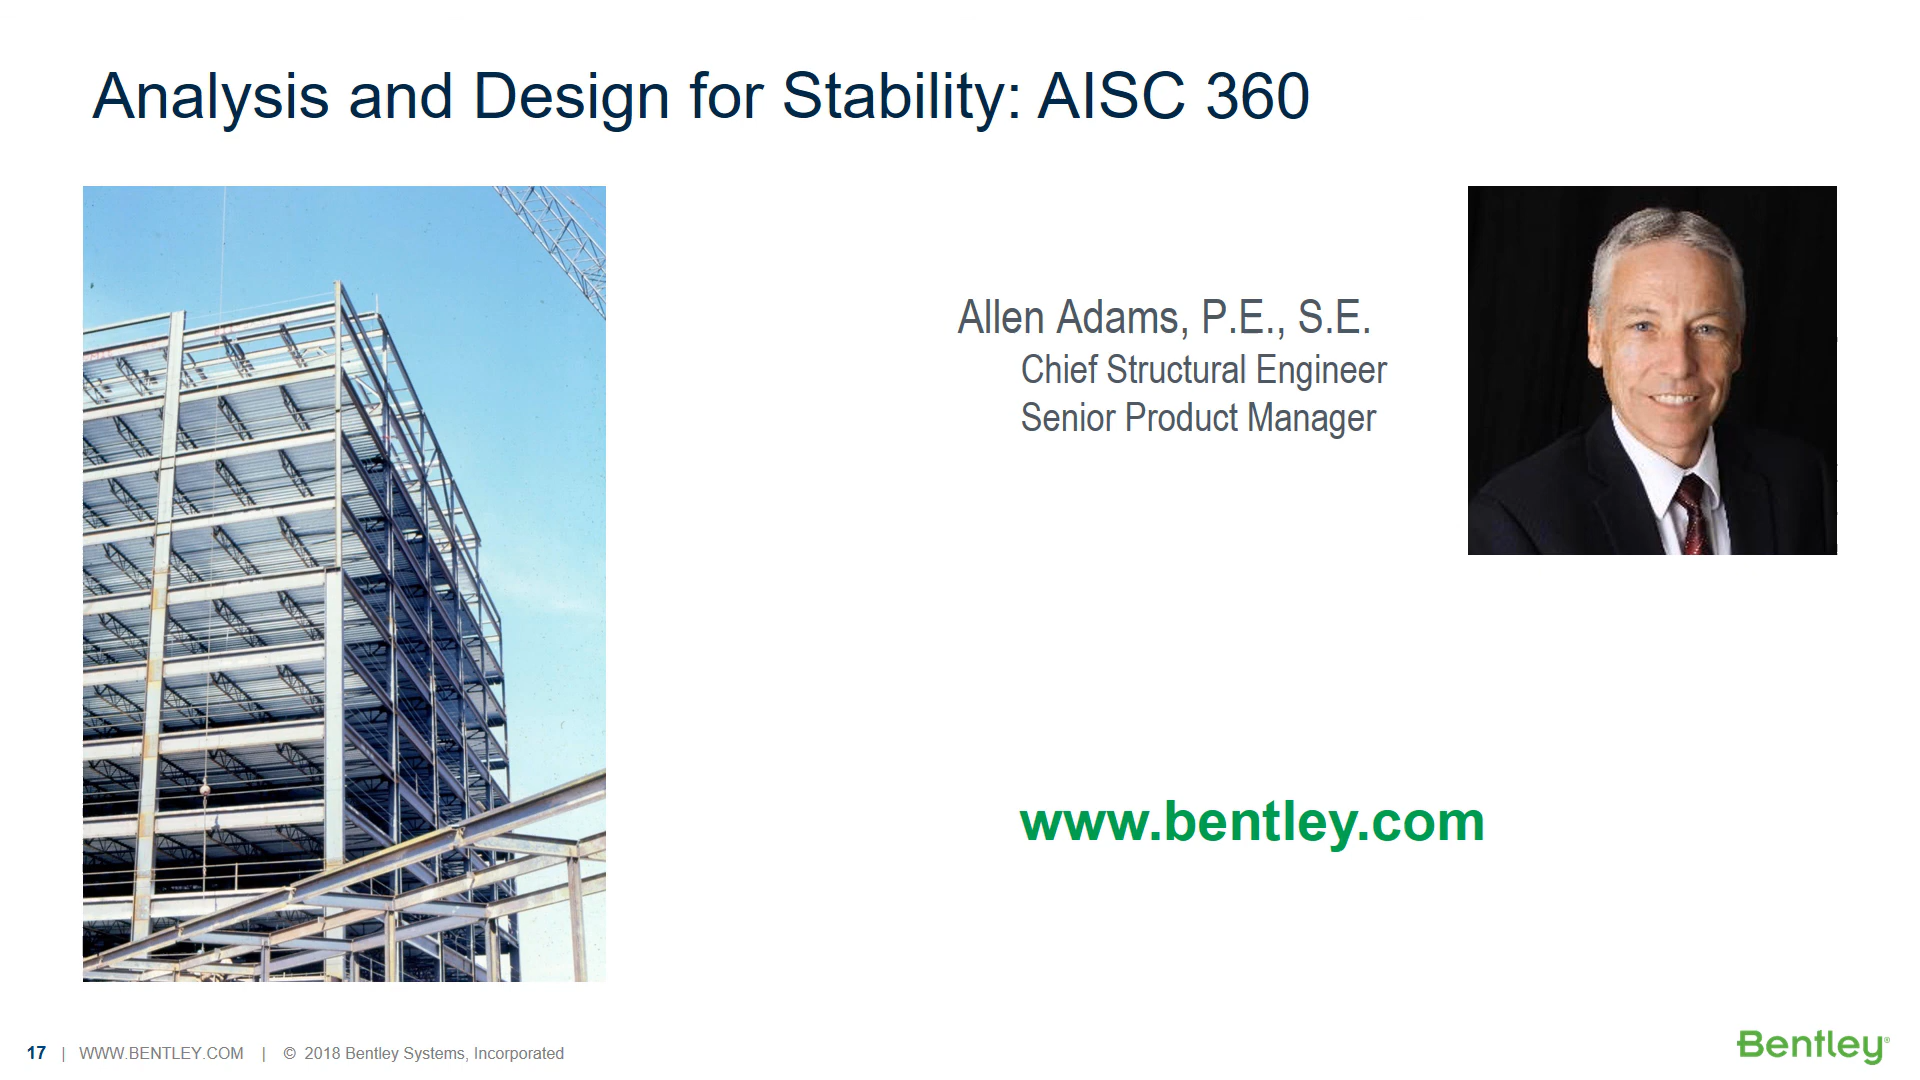 Analysis and Design for Stability: AISC 360
Allen Adams, P.E., S.E.
Chief Structural Engineer
Senior Product Manager
www.bentley.com
17 | WWW.BENTLEY.COM | © 2018 Bentley Systems, Incorporated
Bentley®